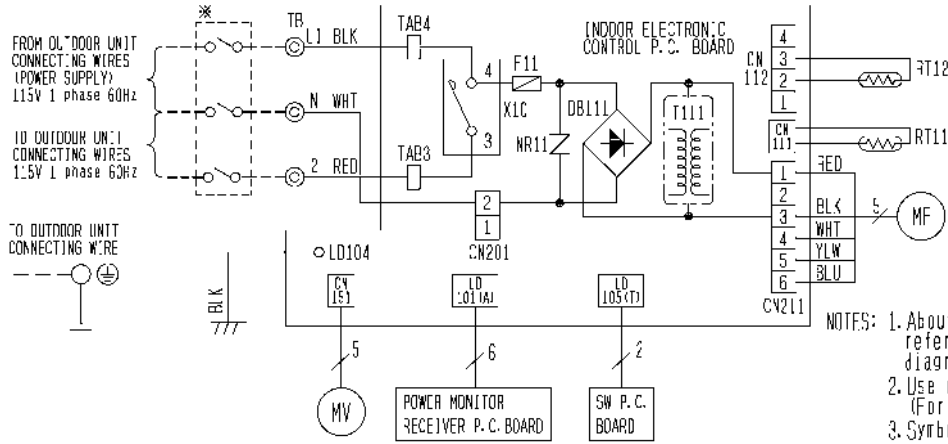 ※
TB
FROM OUTDOOR UNIT
CONNECTING WIRES
(POWER SUPPLY)
115V 1 phase 60Hz
TO OUTDOOR UNIT
CONNECTING WIRES
115V 1 phase 60Hz
TO OUTDOOR UNIT
CONNECTING WIRE
L1 BLK
N WHT
2 RED
BLK
TAB4
TAB3
4
3
X1C
F11
NR11
DB111
T111
INDOOR ELECTRONIC
CONTROL P.C. BOARD
2
1
CN201
LD104
CN
151
LD
101(A)
LD
105(T)
5
6
2
MV
POWER MONITOR
RECEIVER P.C.BOARD
SW P.C.
BOARD
CN
112
4
3
2
1
RT12
CN
111
RT11
1
2
3
4
5
6
CN211
RED
BLK
WHT
YLW
BLU
5
MF
NOTES: 1. Abou
refer
diagr
2. Use
(For
3. Symb